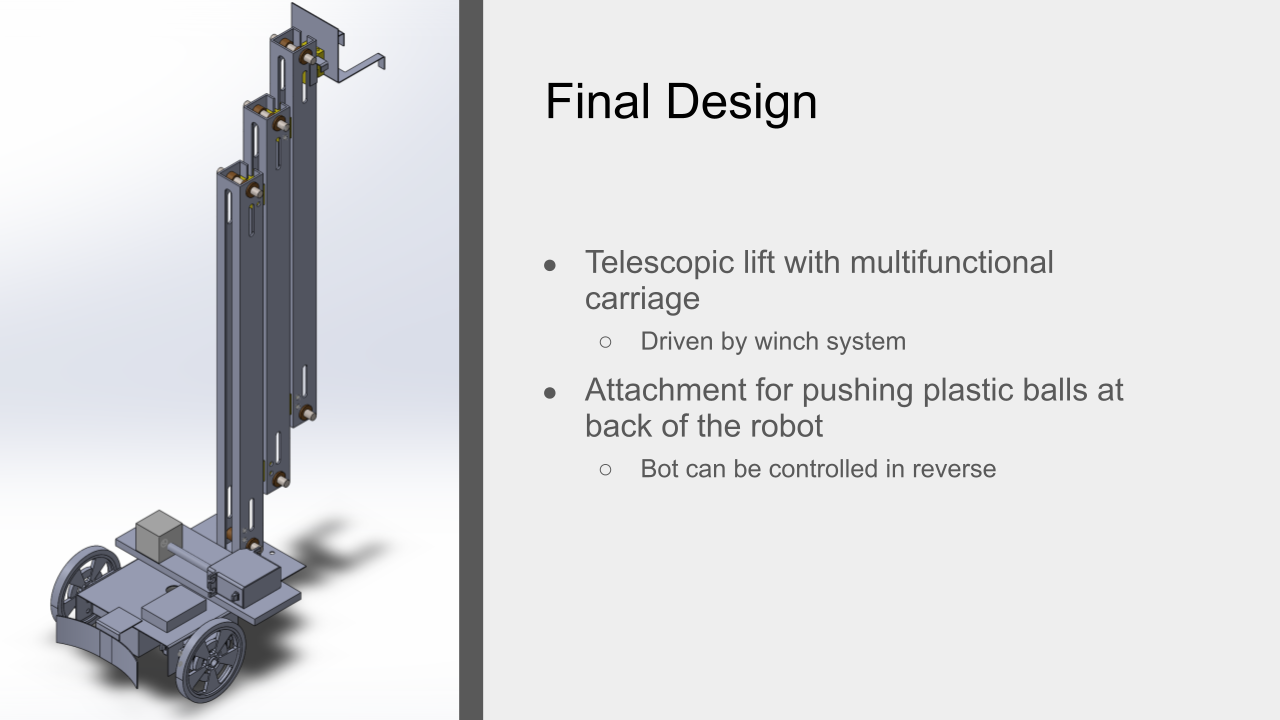 Final Design
● Telescopic lift with multifunctional
carriage
○ Driven by winch system
● Attachment for pushing plastic balls at
back of the robot
○ Bot can be controlled in reverse